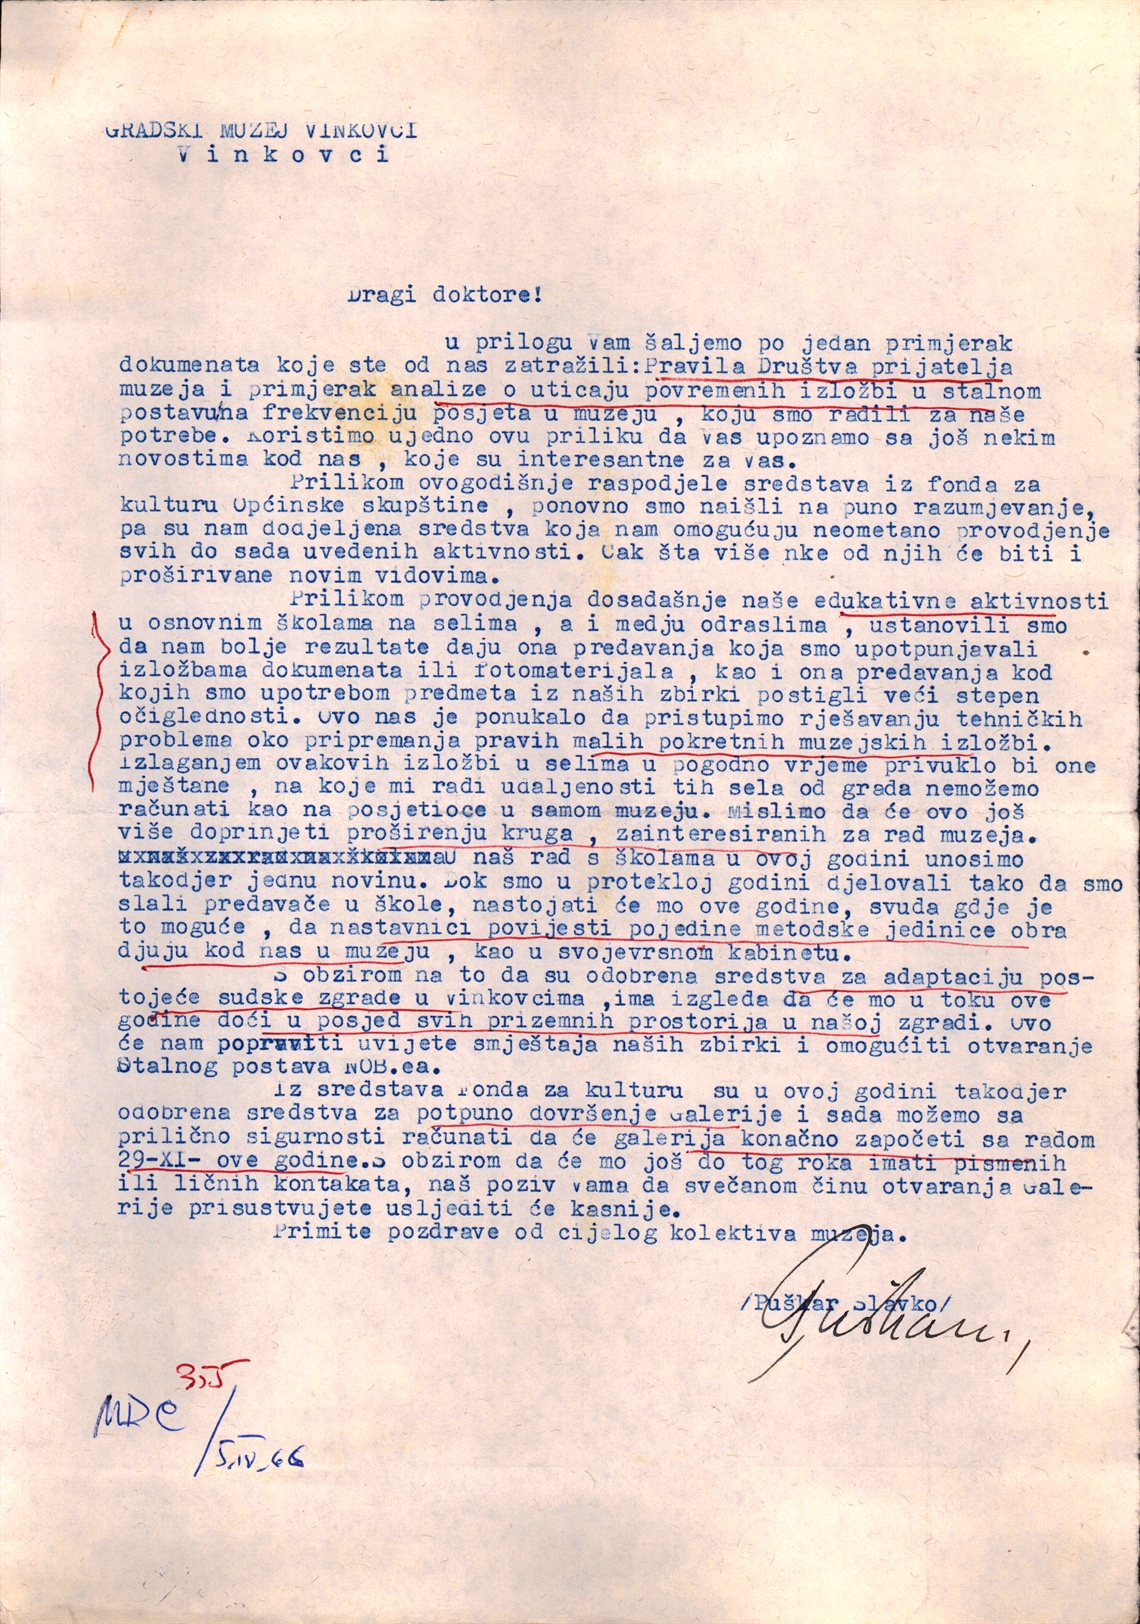 GRADSKI MUZEJ VINKOVCI
V i n k o v c i
Dragi doktore!
u prilogu Vam šaljemo po jedan primjerak
dokumenata koje ste od nas zatražili:Pravila Društva prijatelja
muzeja i primjerak analize o uticaju povremenih izložbi u stalnom
postavu na frekvenciju posjeta u muzeju , koju smo radili za naše
potrebe. Koristimo ujedno ovu priliku da Vas upoznamo sa još nekim
novostima kod nas , koje su interesantne za Vas.
Prilikom ovogodišnje raspodjele sredstava iz fonda za
kulturu Općinske skupštine , ponovno smo naišli na puno razumjevanje,
pa su nam dodjeljena sredstva koja nam omogućuju neometano provodjenje
svih do sada uvedenih aktivnosti. Čak šta više nke od njih će biti i
proširivane novim vidovima.
Prilikom provodjenja dosadašnje naše edukativne aktivnosti
u osnovnim školama na selima , a i medju odraslima , ustanovili smo
da nam bolje rezultate daju ona predavanja koja smo upotpunjavali
izložbama dokumenata ili fotomaterijala , kao i ona predavanja kod
kojih smo upotrebom predmeta iz naših zbirki postigli veći stepen
očiglednosti. Ovo nas je ponukalo da pristupimo rješavanju tehničkih
problema oko pripremanja pravih malih pokretnih muzejskih izložbi.
Izlaganjem ovakovih izložbi u selima u pogodno vrjeme privuklo bi one
mještane , na koje mi radi udaljenosti tih sela od grada nemožemo
računati kao na posjetioce u samom muzeju. Mislimo da će ovo još
više doprinjeti proširenju kruga , zainteresiranih za rad muzeja.
U naš rad s školama u ovoj godini unosimo
takodjer jednu novinu. Dok smo u protekloj godini djelovali tako da smo
slali predavače u škole, nastojati će mo ove godine, svuda gdje je
to moguće , da nastavnici povijesti pojedine metodske jedinice obra
djuju kod nas u muzeju , kao u svojevrsnom kabinetu.
S obzirom na to da su odobrena sredstva za adaptaciju pos-
tojeće sudske zgrade u Vinkovcima ,ima izgleda da će mo u toku ove
godine doći u posjed svih prizemnih prostorija u našoj zgradi. Ovo
će nam popraviti uvijete smještaja naših zbirki i omogućiti otvaranje
Stalnog postava NOB.ea.
Iz sredstava Fonda za kulturu su u ovoj godini takodjer
odobrena sredstva za potpuno dovršenje Galerije i sada možemo sa
prilično sigurnosti računati da će galerija konačno započeti sa radom
29-XI- ove godine.S obzirom da će mo još do tog roka imati pismenih
ili ličnih kontakata, naš poziv Vama da svečanom činu otvaranja Gale-
rije prisustvujete usljediti će kasnije.
Primite pozdrave od cijelog kolektiva muzeja.
/Puškar Slavko/
Puškar
MDC 355/
5.IV.66